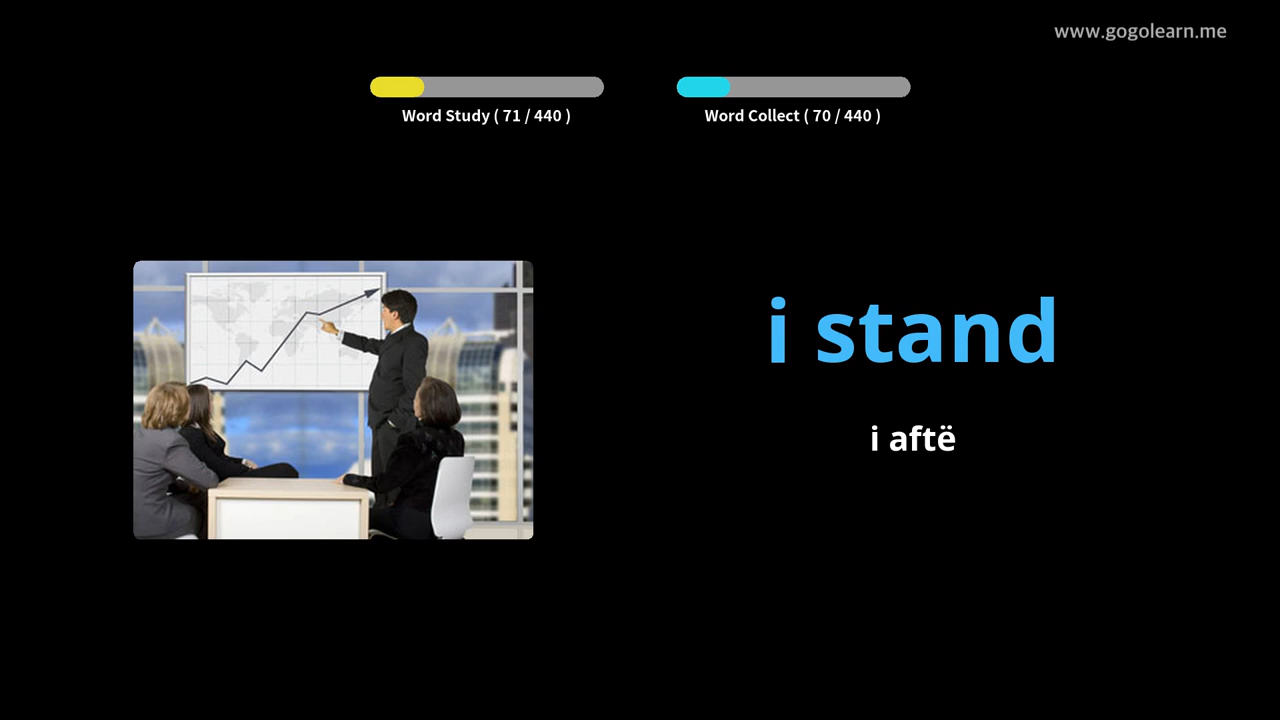 www.gogolearn.me
Word Study ( 71 / 440 )
Word Collect ( 70 / 440 )
i stand
i aftë